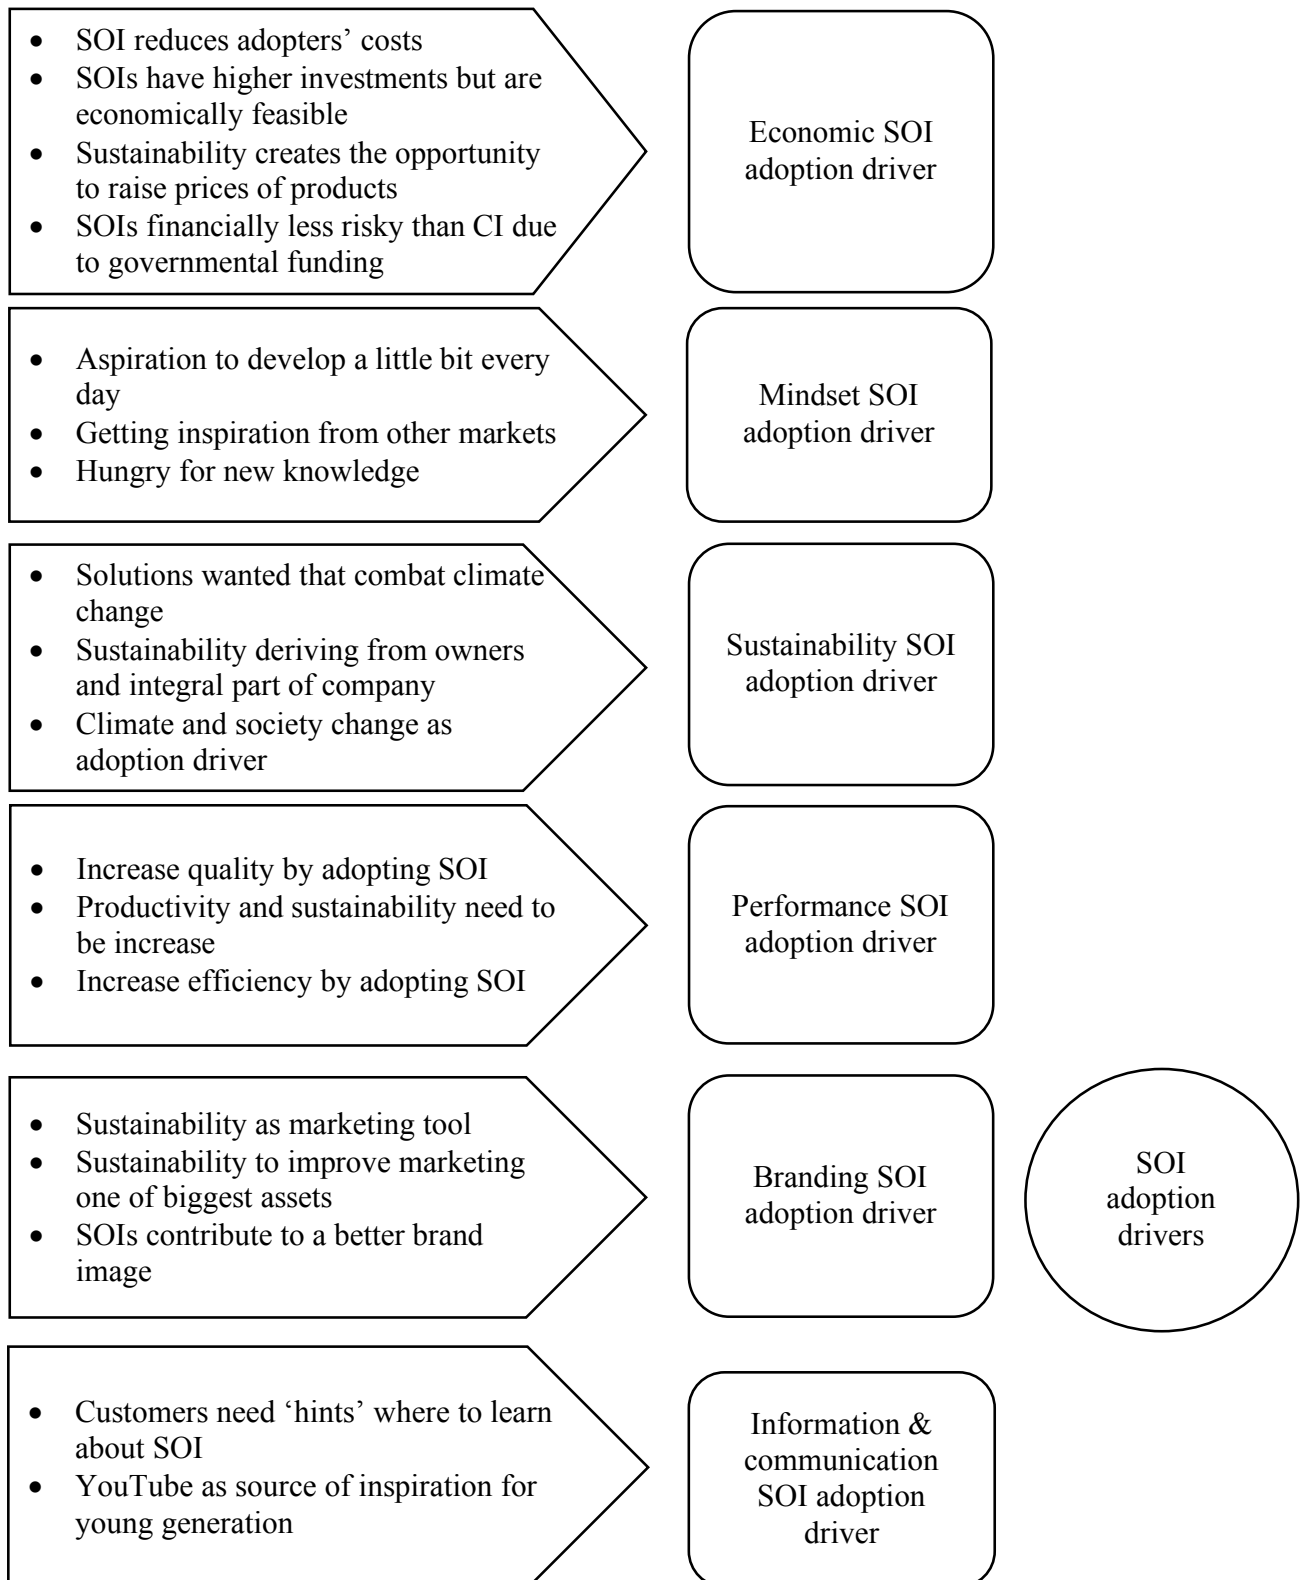 • SOI reduces adopters’ costs
• SOIs have higher investments but are
economically feasible
• Sustainability creates the opportunity
to raise prices of products
• SOIs financially less risky than CI due
to governmental funding
Economic SOI
adoption driver
• Aspiration to develop a little bit every
day
• Getting inspiration from other markets
• Hungry for new knowledge
Mindset SOI
adoption driver
• Solutions wanted that combat climate
change
• Sustainability deriving from owners
and integral part of company
• Climate and society change as
adoption driver
Sustainability SOI
adoption driver
• Increase quality by adopting SOI
• Productivity and sustainability need to
be increase
• Increase efficiency by adopting SOI
Performance SOI
adoption driver
• Sustainability as marketing tool
• Sustainability to improve marketing
one of biggest assets
• SOIs contribute to a better brand
image
Branding SOI
adoption driver
SOI
adoption
drivers
• Customers need ‘hints’ where to learn
about SOI
• YouTube as source of inspiration for
young generation
Information &
communication
SOI adoption
driver